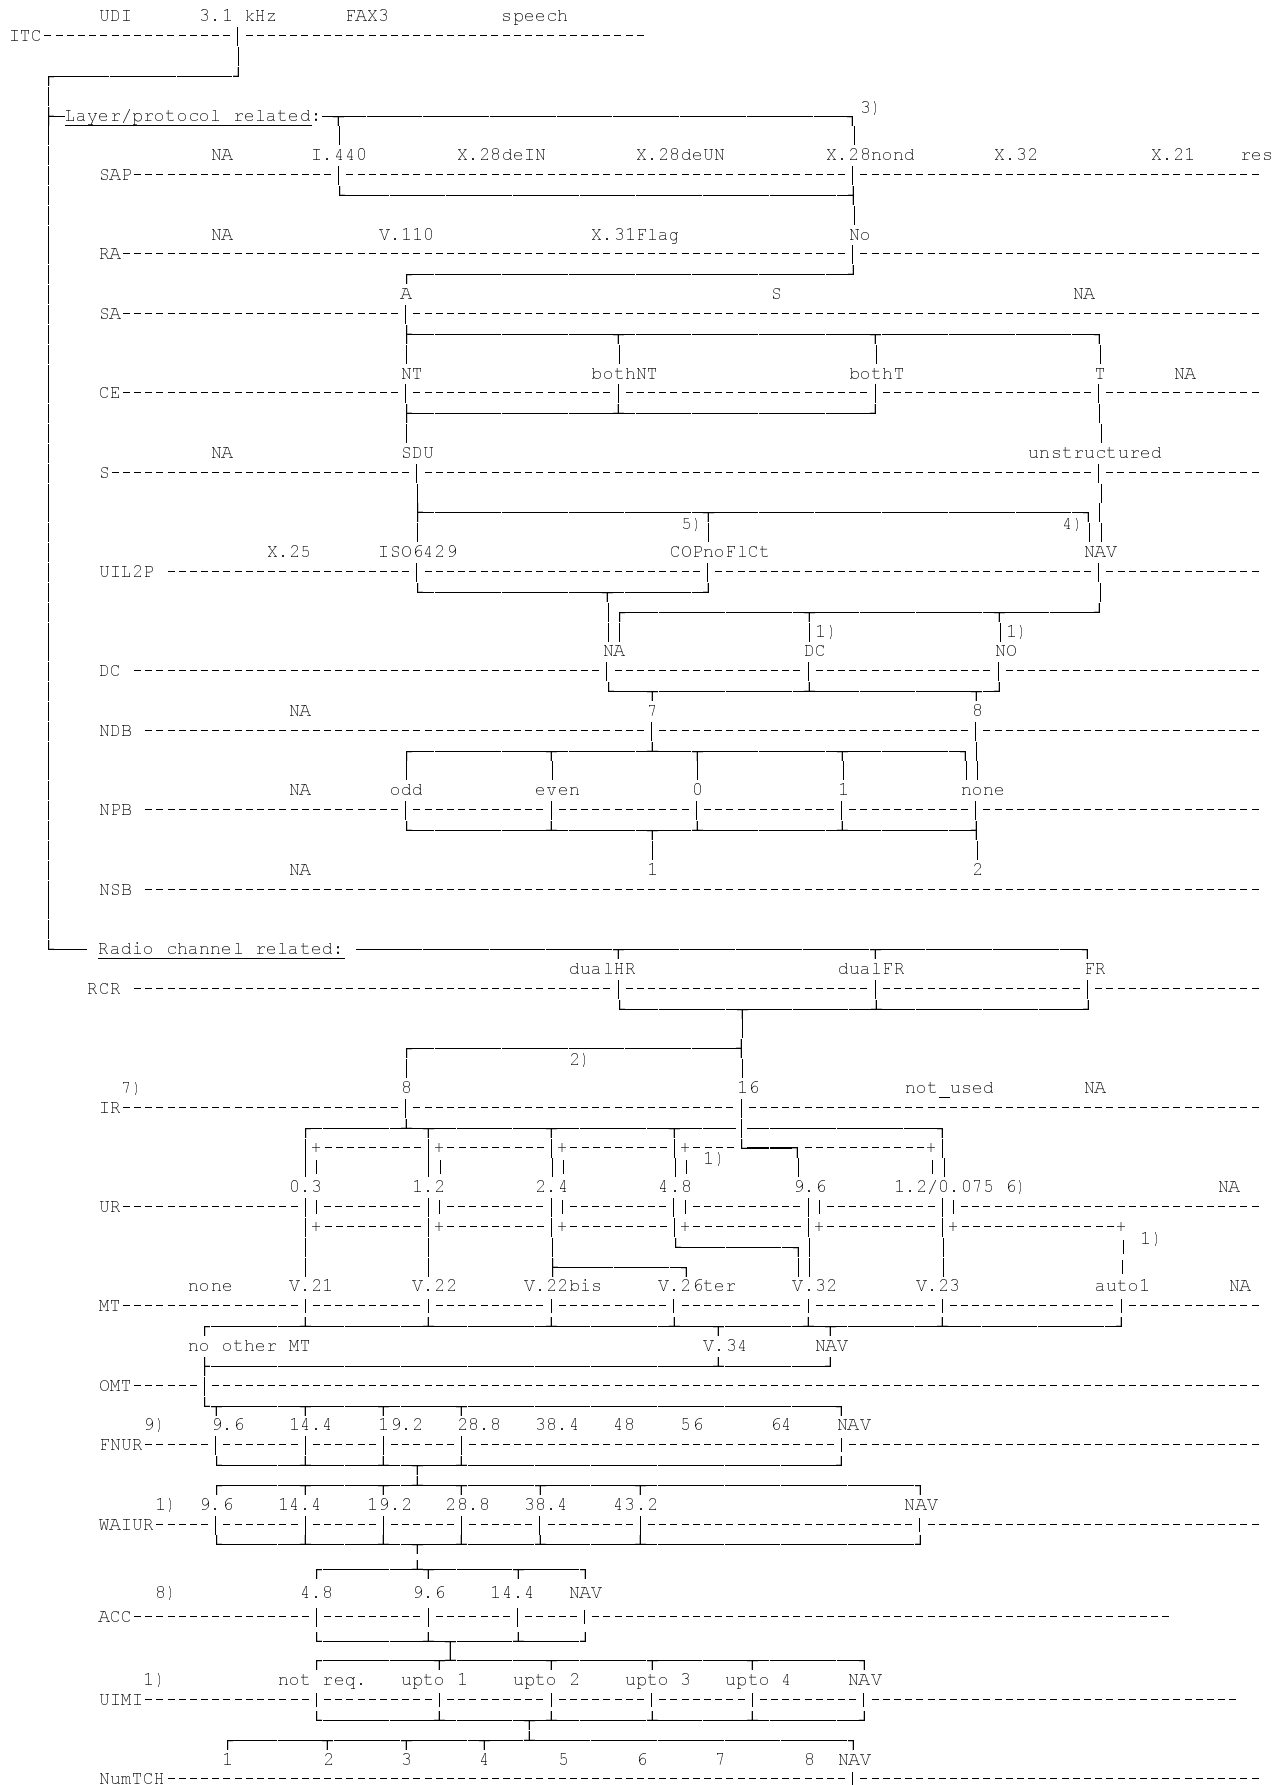 UDI 3.1 kHz FAX3 speech
ITC
Layer/protocol related: 3)
NA I.440 X.28deIN X.28deUN X.28nond X.32 X.21 res
SAP
NA V.110 X.31Flag No
RA
A S NA
SA
NT bothNT bothT T NA
CE
NA SDU unstructured
S
5) 4)
X.25 ISO6429 COPnoFlCt NAV
UIL2P
1) 1)
NA DC NO
DC
NA 7 8
NDB
NA odd even 0 1 none
NPB
NA 1 2
NSB
Radio channel related:
dualHR dualFR FR
RCR
2)
7) 8 16 not_used NA
IR
1)
0.3 1.2 2.4 4.8 9.6 1.2/0.075 6) NA
UR
1)
none V.21 V.22 V.22bis V.26ter V.32 V.23 auto1 NA
MT
no other MT V.34 NAV
OMT
9) 9.6 14.4 19.2 28.8 38.4 48 56 64 NAV
FNUR
1) 9.6 14.4 19.2 28.8 38.4 43.2 NAV
WAIUR
8) 4.8 9.6 14.4 NAV
ACC
1) not req. upto 1 upto 2 upto 3 upto 4 NAV
UIMI
1 2 3 4 5 6 7 8 NAV
NumTCH